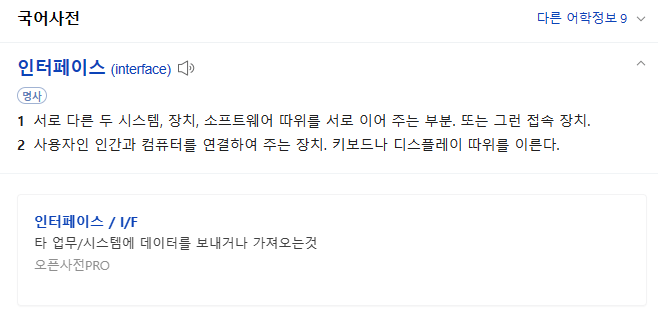 국어사전
다른 어학정보 9
인터페이스 (interface)
명사
1 서로 다른 두 시스템, 장치, 소프트웨어 따위를 서로 이어 주는 부분. 또는 그런 접속 장치.
2 사용자인 인간과 컴퓨터를 연결하여 주는 장치. 키보드나 디스플레이 따위를 이른다.
인터페이스 / I/F
타 업무/시스템에 데이터를 보내거나 가져오는것
오픈사전PRO